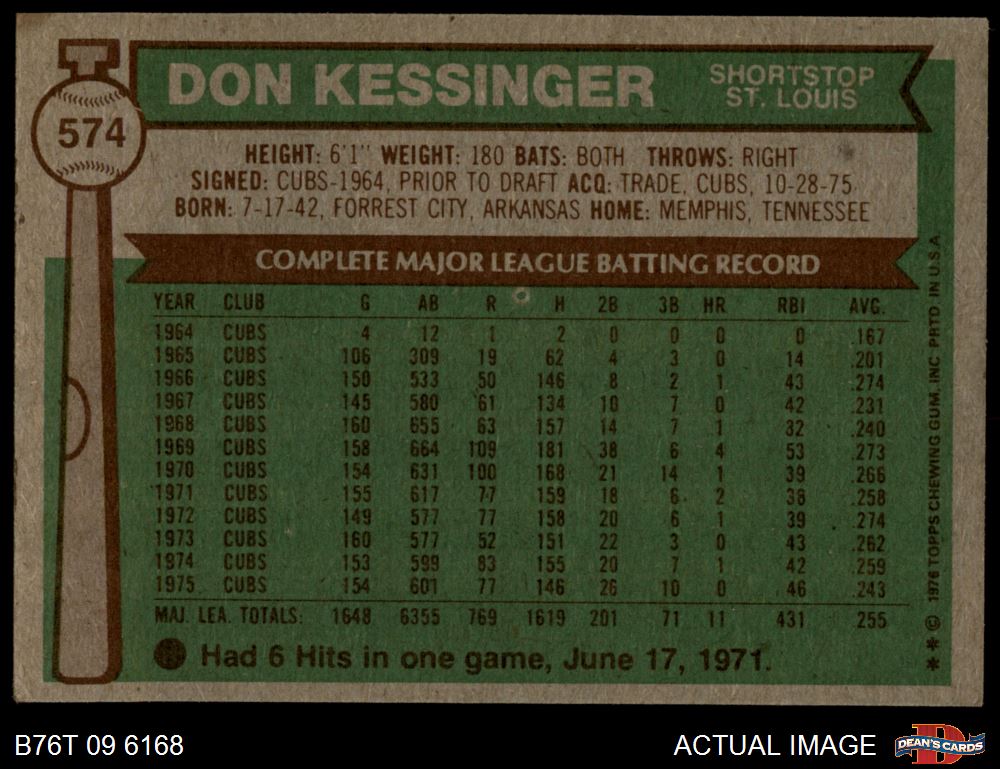 574
DON KESSINGER
SHORTSTOP
ST. LOUIS
HEIGHT: 6'1" WEIGHT: 180 BATS: BOTH THROWS: RIGHT
SIGNED: CUBS-1964, PRIOR TO DRAFT ACQ: TRADE, CUBS, 10-28-75
BORN: 7-17-42, FORREST CITY, ARKANSAS HOME: MEMPHIS, TENNESSEE
COMPLETE MAJOR LEAGUE BATTING RECORD
YEAR CLUB G AB R H 2B 3B HR RBI AVG.
1964 CUBS 4 12 1 2 0 0 0 0 .167
1965 CUBS 106 309 19 62 4 3 0 14 .201
1966 CUBS 150 533 50 146 8 2 1 43 .274
1967 CUBS 145 580 61 134 10 7 0 42 .231
1968 CUBS 160 655 63 157 14 7 1 32 .240
1969 CUBS 158 664 109 181 38 6 4 53 .273
1970 CUBS 154 631 100 168 21 14 1 39 .266
1971 CUBS 155 617 77 159 18 6 2 38 .258
1972 CUBS 149 577 77 158 20 6 1 39 .274
1973 CUBS 160 577 52 151 22 3 0 43 .262
1974 CUBS 153 599 83 155 20 7 1 42 .259
1975 CUBS 154 601 77 146 26 10 0 46 .243
MAJ. LEA. TOTALS: 1648 6355 769 1619 201 71 11 431 .255
Had 6 Hits in one game, June 17, 1971.
** © 1976 TOPPS CHEWING GUM, INC. PRTD. IN U.S.A.
B76T 09 6168
ACTUAL IMAGE
D
DEAN'S CARDS